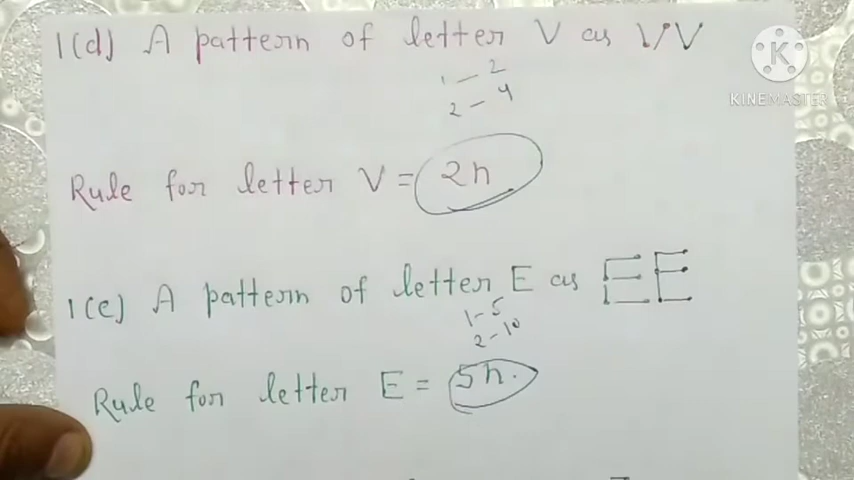 1(d) A pattern of letter V as VV
1 - 2
2 - 4
Rule for letter V = 2n
1(e) A pattern of letter E as EE
1 - 5
2 - 10
Rule for letter E = 5n.
K
KINEMASTER